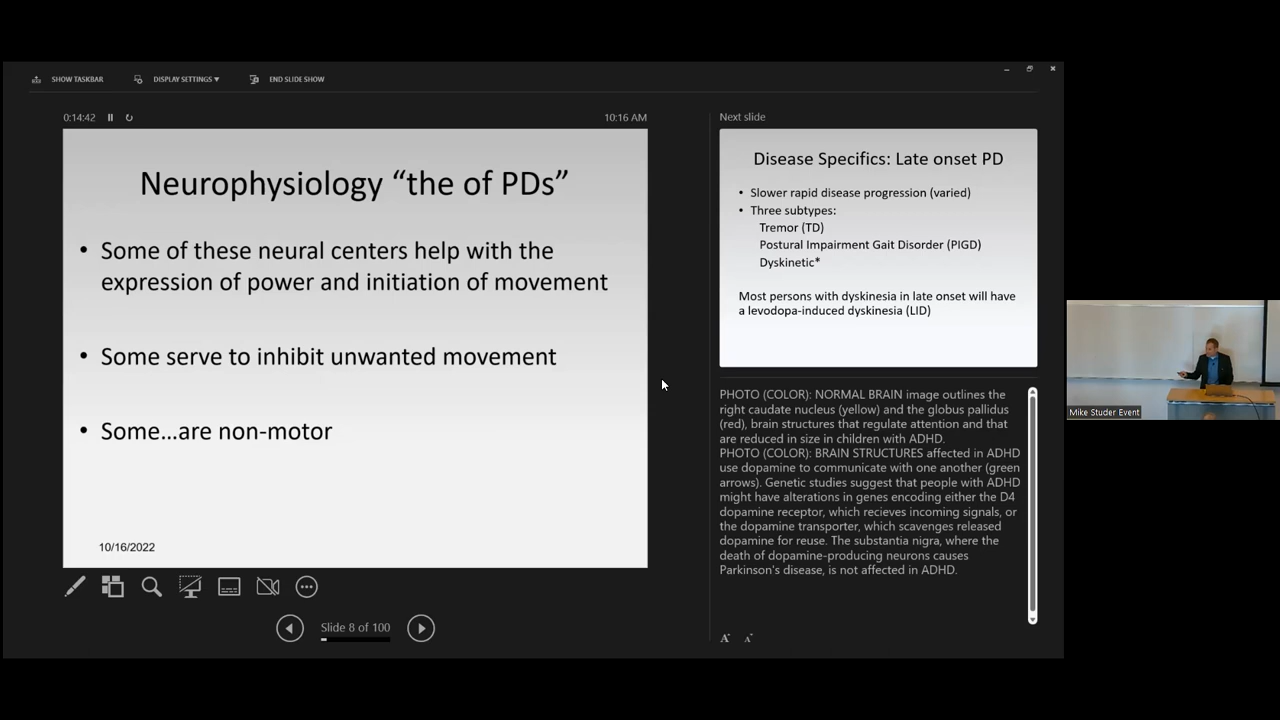 SHOW TASKBAR
DISPLAY SETTINGS ▼
END SLIDE SHOW
0:14:42
10:16 AM
Neurophysiology “the of PDs”
• Some of these neural centers help with the
expression of power and initiation of movement
• Some serve to inhibit unwanted movement
• Some...are non-motor
10/16/2022
Slide 8 of 100
Next slide
Disease Specifics: Late onset PD
• Slower rapid disease progression (varied)
• Three subtypes:
Tremor (TD)
Postural Impairment Gait Disorder (PIGD)
Dyskinetic*
Most persons with dyskinesia in late onset will have
a levodopa-induced dyskinesia (LID)
PHOTO (COLOR): NORMAL BRAIN image outlines the
right caudate nucleus (yellow) and the globus pallidus
(red), brain structures that regulate attention and that
are reduced in size in children with ADHD.
PHOTO (COLOR): BRAIN STRUCTURES affected in ADHD
use dopamine to communicate with one another (green
arrows). Genetic studies suggest that people with ADHD
might have alterations in genes encoding either the D4
dopamine receptor, which recieves incoming signals, or
the dopamine transporter, which scavenges released
dopamine for reuse. The substantia nigra, where the
death of dopamine-producing neurons causes
Parkinson's disease, is not affected in ADHD.
A A
Mike Studer Event